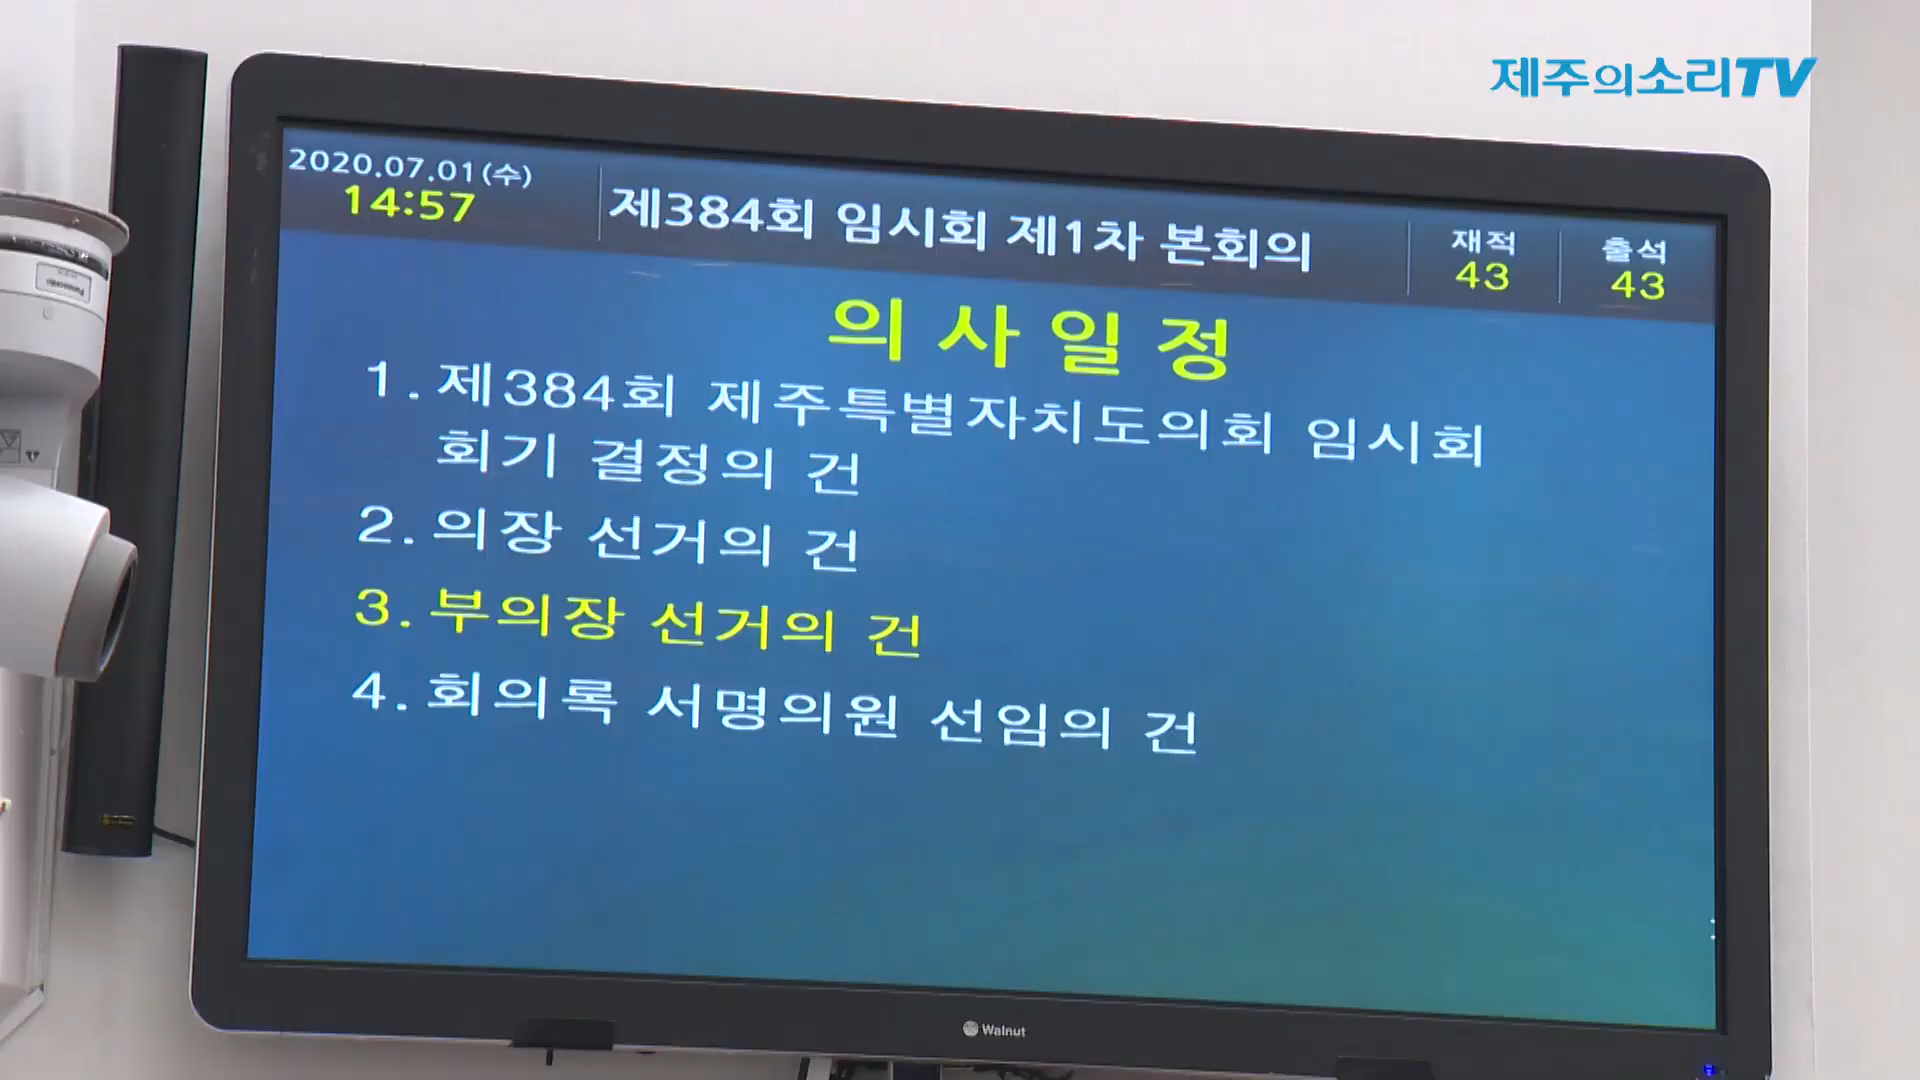 제주의소리TV
2020.07.01(수)
14:57
제384회 임시회 제1차 본회의
재적
43
출석
43
의사일정
1. 제384회 제주특별자치도의회 임시회
회기 결정의 건
2. 의장 선거의 건
3. 부의장 선거의 건
4. 회의록 서명의원 선임의 건
Panasonic
Walnut